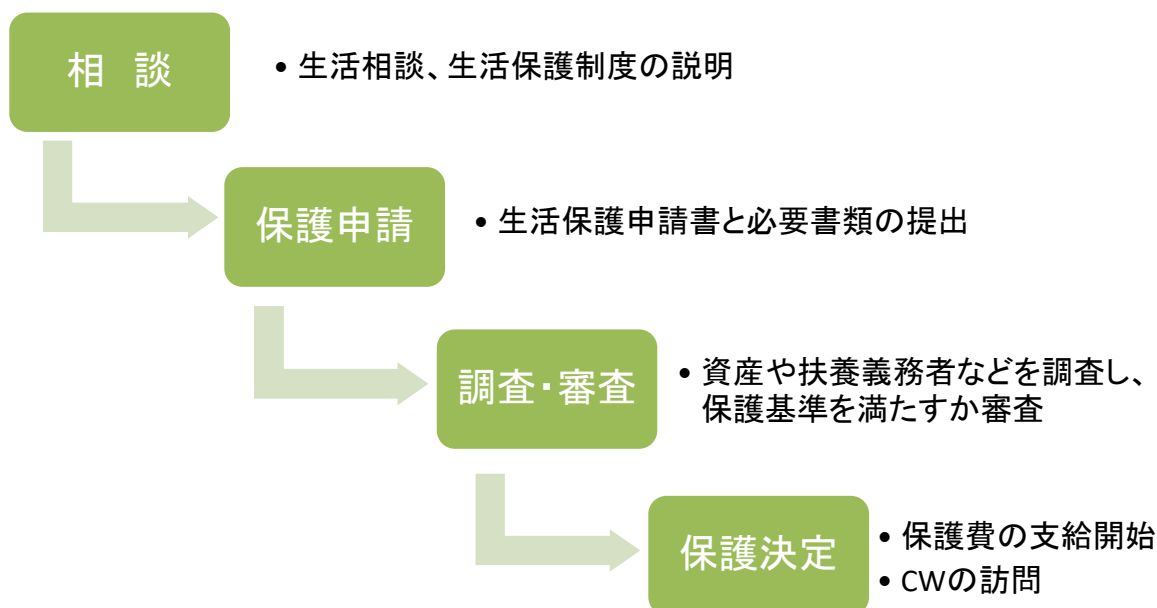 相　談
• 生活相談、生活保護制度の説明
保護申請
• 生活保護申請書と必要書類の提出
調査・審査
• 資産や扶養義務者などを調査し、
保護基準を満たすか審査
保護決定
• 保護費の支給開始
• CWの訪問